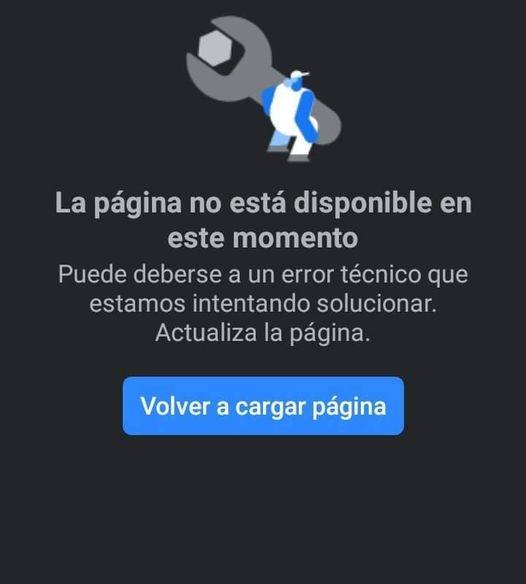 La página no está disponible en
este momento
Puede deberse a un error técnico que
estamos intentando solucionar.
Actualiza la página.
Volver a cargar página